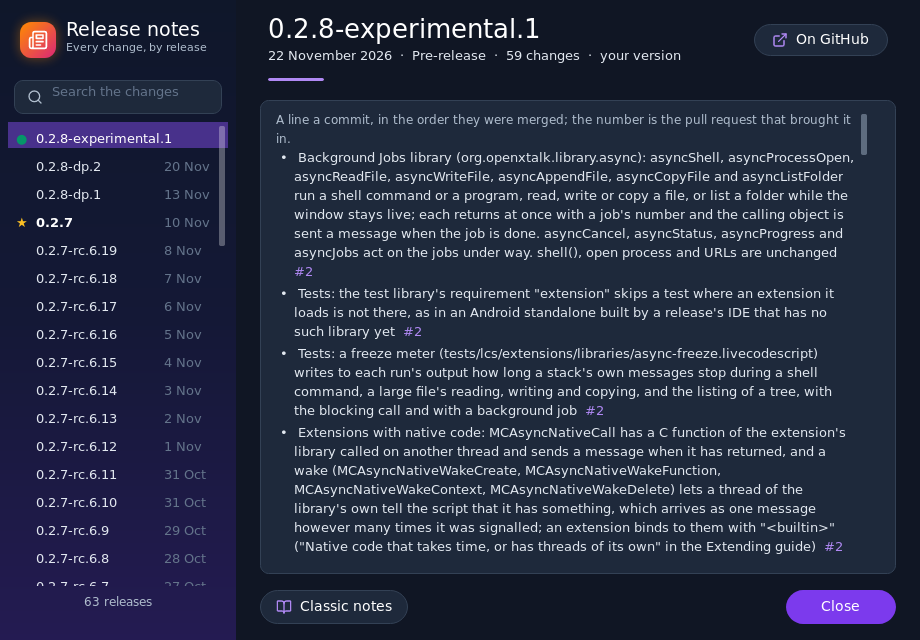 Release notes
Every change, by release
Search the changes
0.2.8-experimental.1
0.2.8-dp.2 20 Nov
0.2.8-dp.1 13 Nov
0.2.7 10 Nov
0.2.7-rc.6.19 8 Nov
0.2.7-rc.6.18 7 Nov
0.2.7-rc.6.17 6 Nov
0.2.7-rc.6.16 5 Nov
0.2.7-rc.6.15 4 Nov
0.2.7-rc.6.14 3 Nov
0.2.7-rc.6.13 2 Nov
0.2.7-rc.6.12 1 Nov
0.2.7-rc.6.11 31 Oct
0.2.7-rc.6.10 31 Oct
0.2.7-rc.6.9 29 Oct
0.2.7-rc.6.8 28 Oct
0.2.7-rc.6.7 27 Oct
63 releases
0.2.8-experimental.1
22 November 2026 · Pre-release · 59 changes · your version
On GitHub
A line a commit, in the order they were merged; the number is the pull request that brought it
in.
• Background Jobs library (org.openxtalk.library.async): asyncShell, asyncProcessOpen,
asyncReadFile, asyncWriteFile, asyncAppendFile, asyncCopyFile and asyncListFolder
run a shell command or a program, read, write or copy a file, or list a folder while the
window stays live; each returns at once with a job's number and the calling object is
sent a message when the job is done. asyncCancel, asyncStatus, asyncProgress and
asyncJobs act on the jobs under way. shell(), open process and URLs are unchanged
#2
• Tests: the test library's requirement "extension" skips a test where an extension it
loads is not there, as in an Android standalone built by a release's IDE that has no
such library yet #2
• Tests: a freeze meter (tests/lcs/extensions/libraries/async-freeze.livecodescript)
writes to each run's output how long a stack's own messages stop during a shell
command, a large file's reading, writing and copying, and the listing of a tree, with
the blocking call and with a background job #2
• Extensions with native code: MCAsyncNativeCall has a C function of the extension's
library called on another thread and sends a message when it has returned, and a
wake (MCAsyncNativeWakeCreate, MCAsyncNativeWakeFunction,
MCAsyncNativeWakeContext, MCAsyncNativeWakeDelete) lets a thread of the
library's own tell the script that it has something, which arrives as one message
however many times it was signalled; an extension binds to them with "<builtin>"
("Native code that takes time, or has threads of its own" in the Extending guide) #2
Classic notes
Close